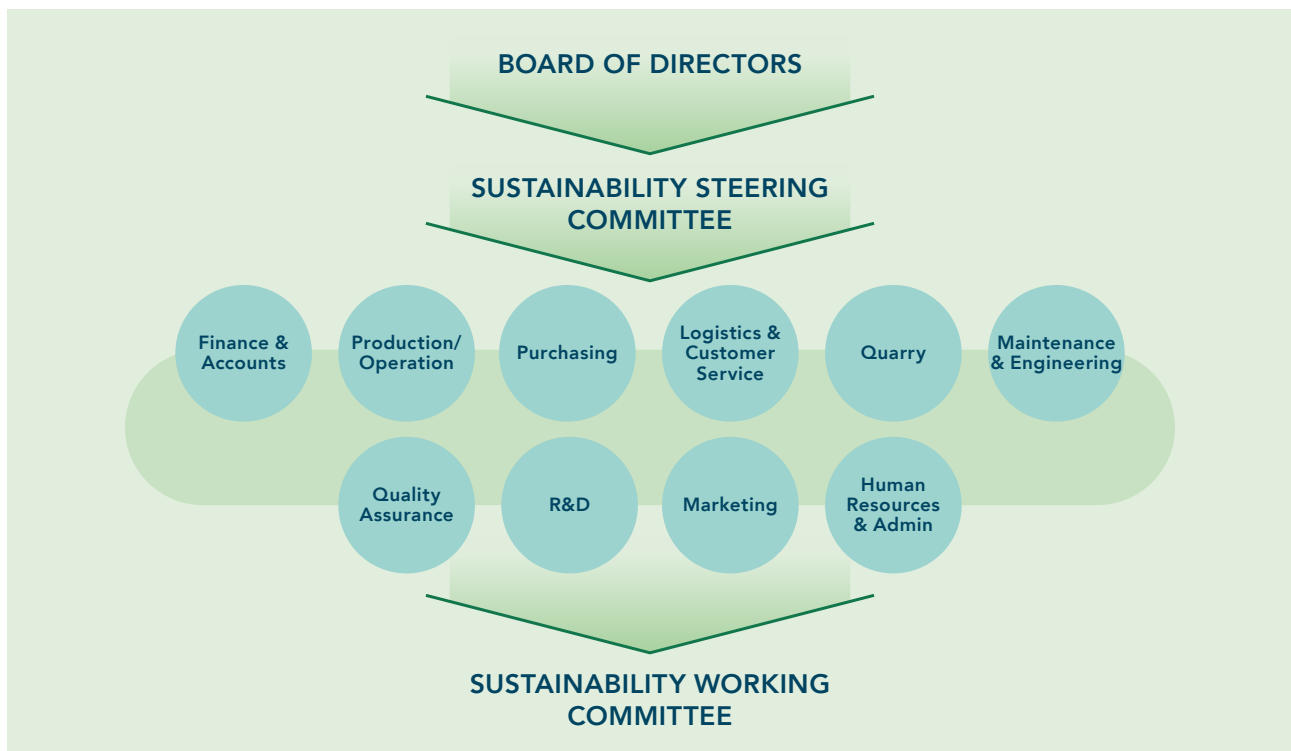 BOARD OF DIRECTORS
SUSTAINABILITY STEERING
COMMITTEE
Finance &
Accounts
Production/
Operation
Purchasing
Logistics &
Customer
Service
Quarry
Maintenance
& Engineering
Quality
Assurance
R&D
Marketing
Human
Resources
& Admin
SUSTAINABILITY WORKING
COMMITTEE